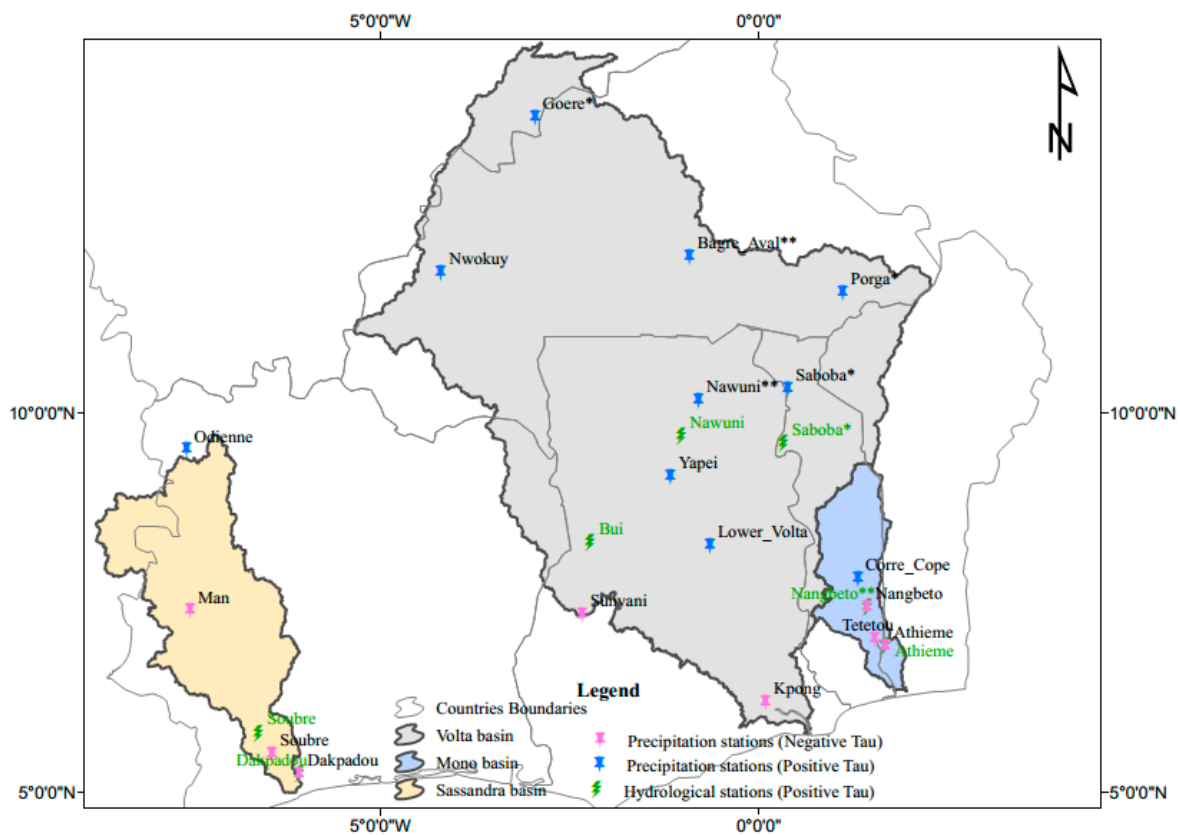 5°0'0"W
0°0'0"
N
Goere*
Bagre_Aval**
Nwokuy
Porga*
Saboba*
Nawuni**
10°0'0"N
10°0'0"N
Nawuni
Saboba*
Odienne
Yapei
Bui
Lower_Volta
Corre_Cope
Nangbeto**
Nangbeto
Man
Sunyani
Tetetou
Athieme
Athieme
Kpong
Legend
Countries Boundaries
Volta basin
Mono basin
Sassandra basin
Precipitation stations (Negative Tau)
Precipitation stations (Positive Tau)
Hydrological stations (Positive Tau)
Soubre
Soubre
Dakpadou
Dakpadou
5°0'0"N
5°0'0"N
5°0'0"W
0°0'0"